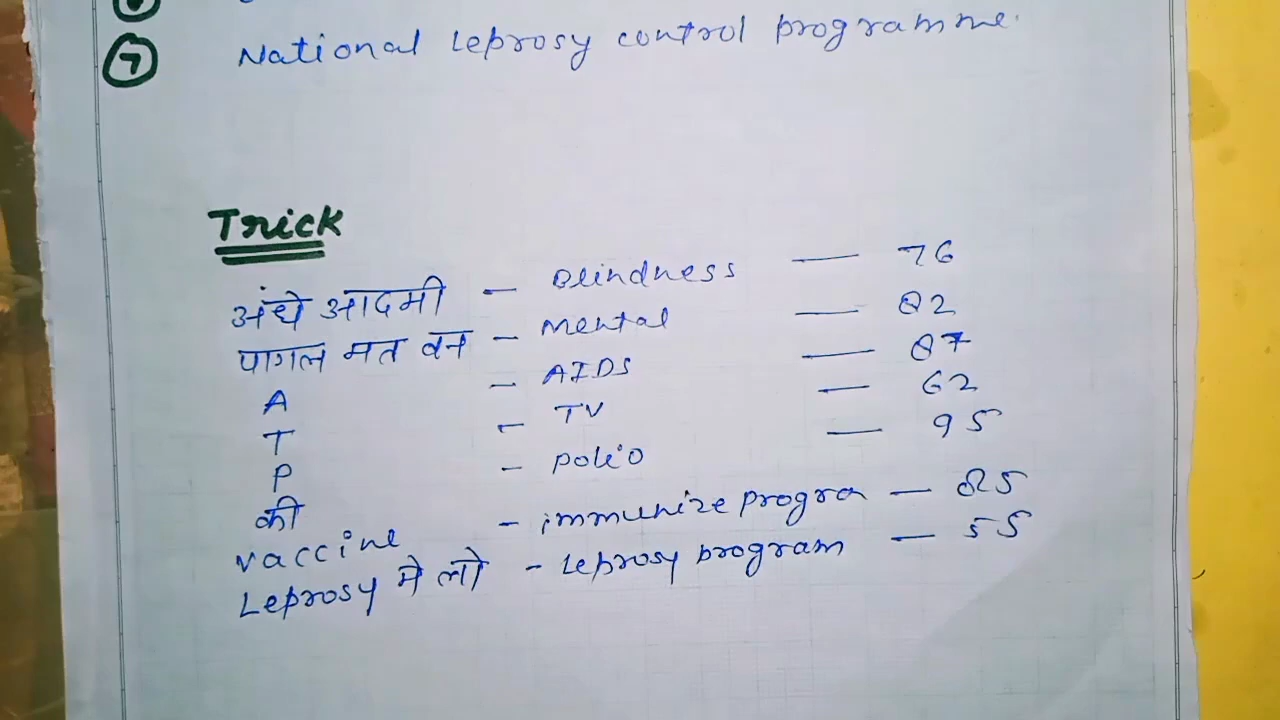 7 National Leprosy control programme.
Trick
अंधे आदमी - Blindness — 76
पागल मत बन - Mental — 82
A - AIDS — 87
T - TV — 62
P - Polio — 95
की
vaccine - immunize progra — 85
Leprosy मे लो - Leprosy program — 55